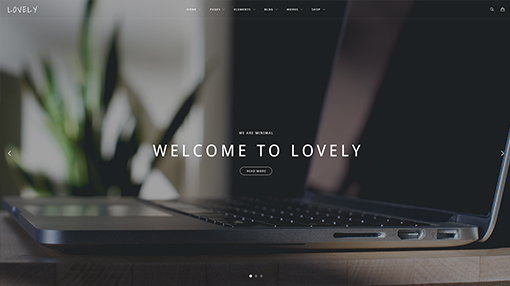 LOVELY
HOME PAGES ELEMENTS BLOG WORKS SHOP
WE ARE MINIMAL
WELCOME TO LOVELY
READ MORE